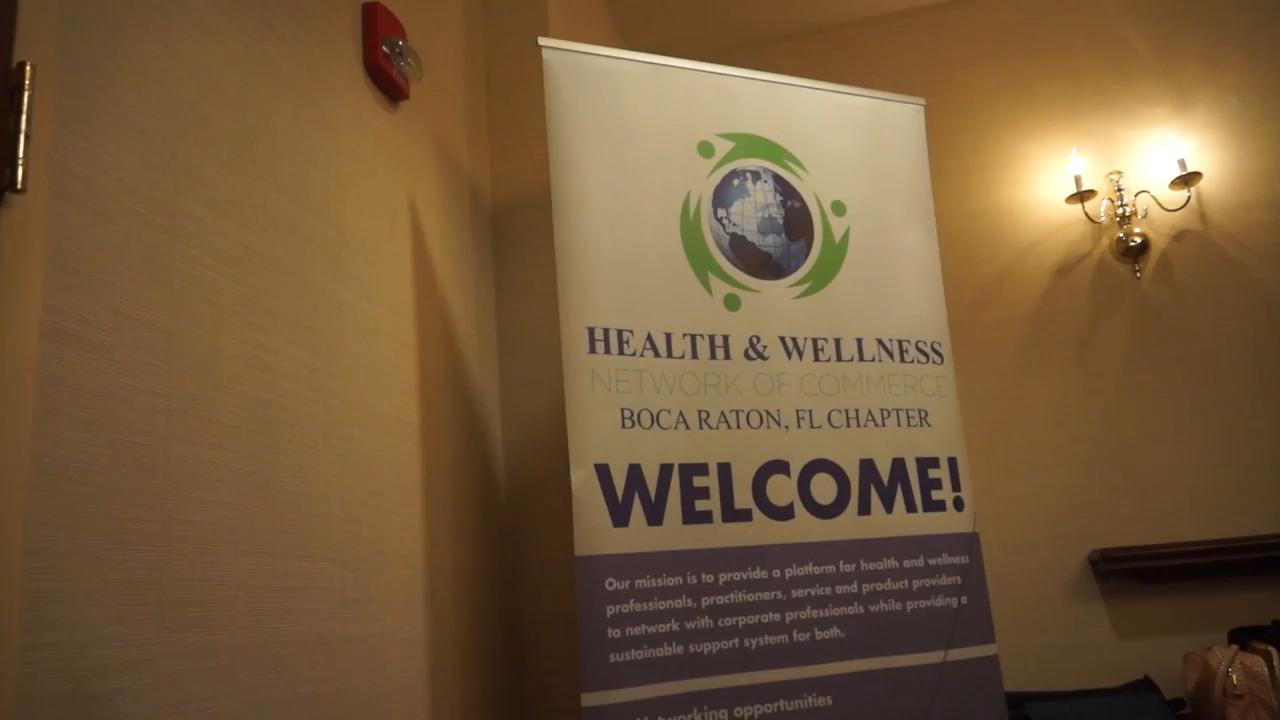 HEALTH & WELLNESS
NETWORK OF COMMERCE
BOCA RATON, FL CHAPTER
WELCOME!
Our mission is to provide a platform for health and wellness
professionals, practitioners, service and product providers
to network with corporate professionals while providing a
sustainable support system for both.
Networking opportunities